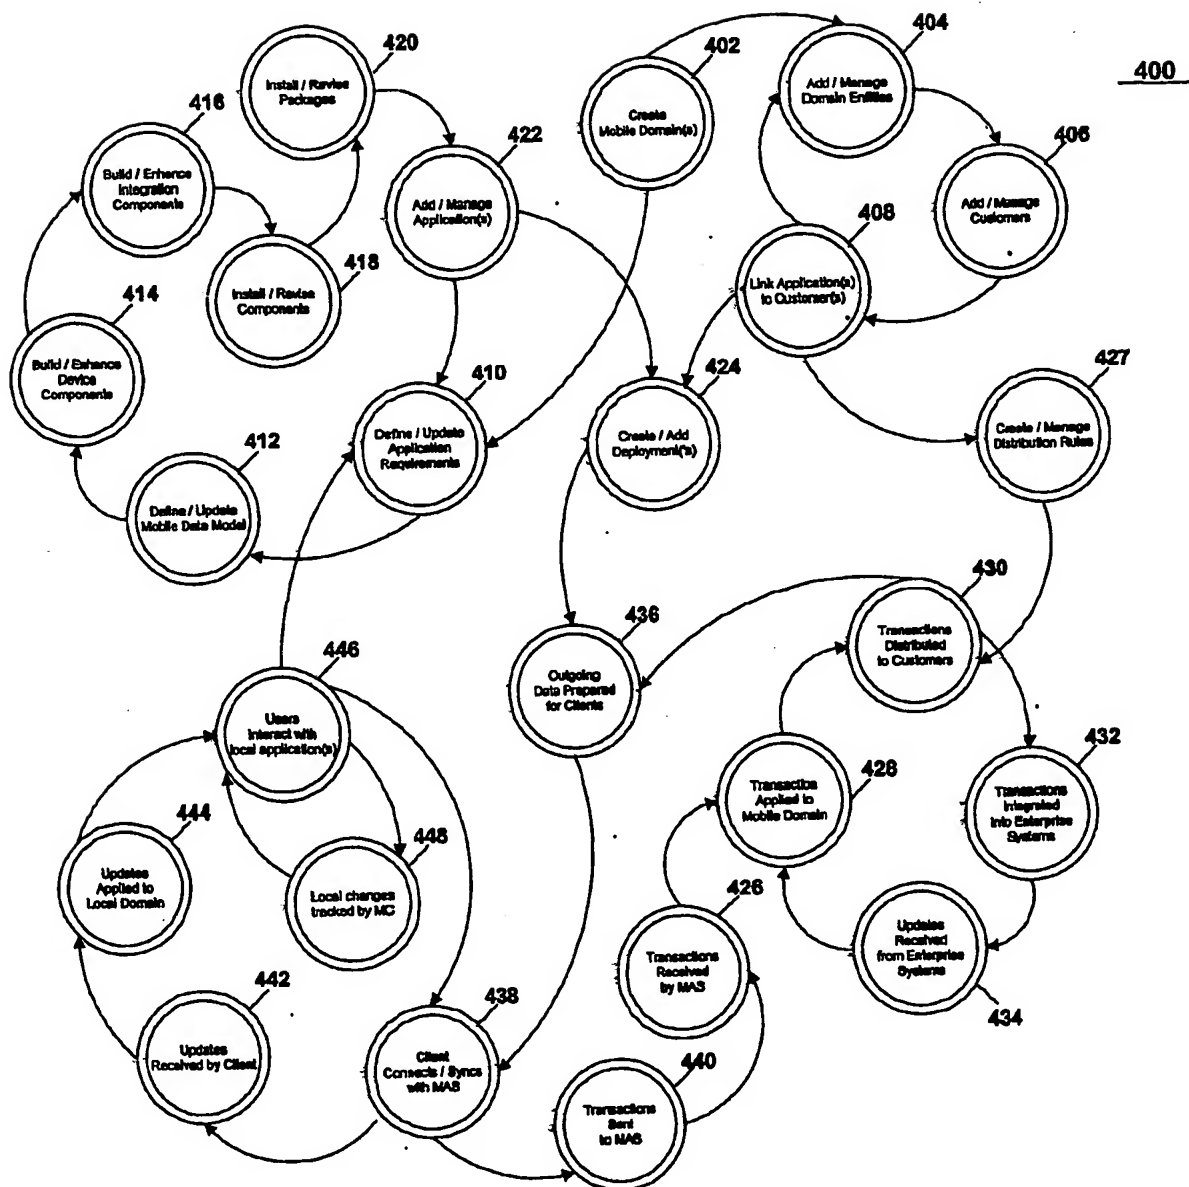 400
402
Create
Mobile Domain(s)
404
Add / Manage
Domain Entities
406
Add / Manage
Customers
408
Link Application(s)
to Customer(s)
420
Install / Revise
Packages
416
Build / Enhance
Integration
Components
422
Add / Manage
Application(s)
418
Install / Revise
Components
414
Build / Enhance
Device
Components
410
Define / Update
Application
Requirements
412
Define / Update
Mobile Data Model
424
Create / Add
Deployment('s)
427
Create / Manage
Distribution Rules
430
Transactions
Distributed
to Customers
436
Outgoing
Data Prepared
for Clients
446
Users
Interact with
local application(s)
428
Transaction
Applied to
Mobile Domain
432
Transactions
Integrated
into Enterprise
Systems
444
Updates
Applied to
Local Domain
448
Local changes
tracked by MC
426
Transactions
Received
by MAS
Updates
Received
from Enterprise
Systems
434
442
Updates
Received by Client
438
Client
Connects / Syncs
with MAS
440
Transactions
Sent
to MAS